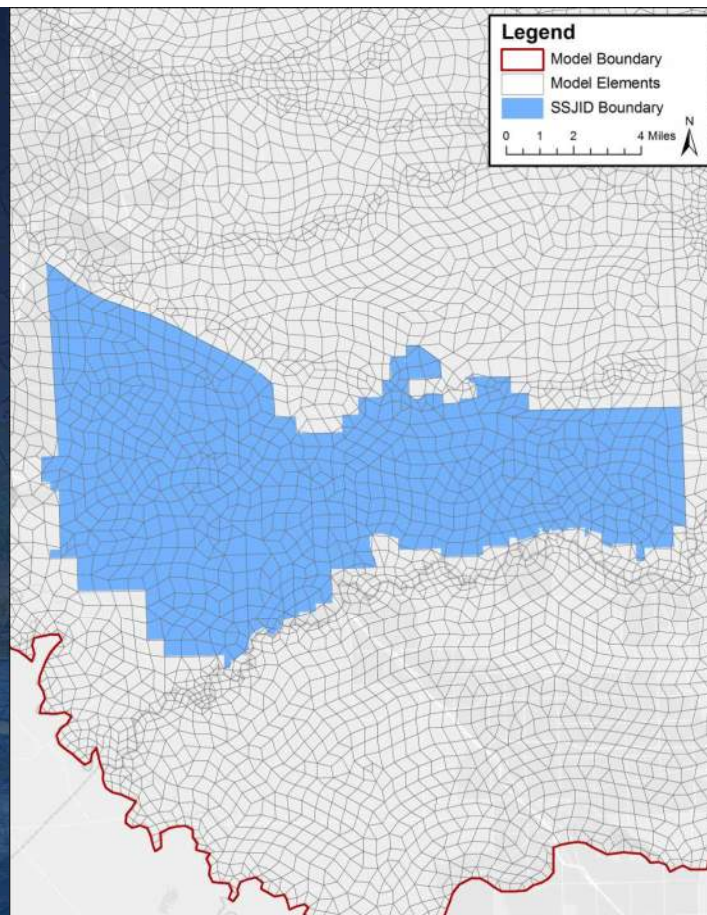 Legend
Model Boundary
Model Elements
SSJID Boundary
N
0 1 2 4 Miles